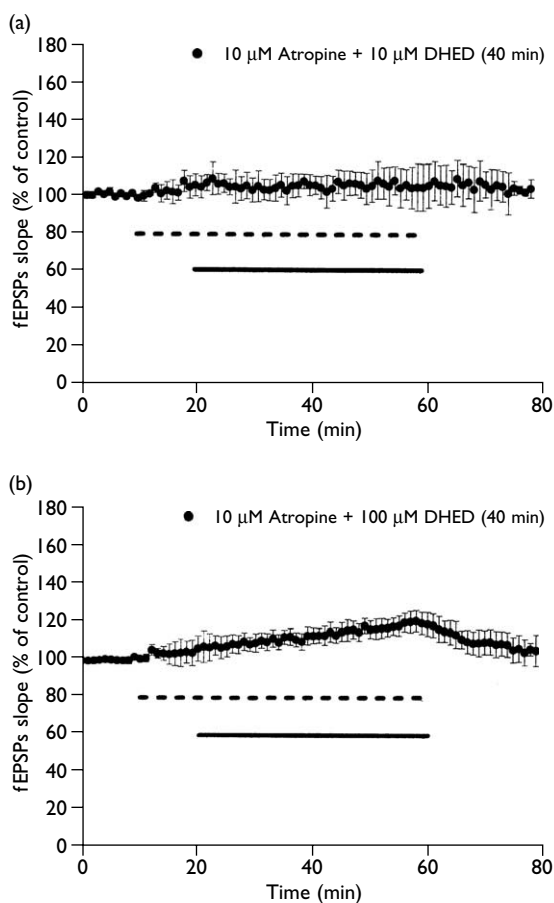 (a)
180
160
140
120
100
80
60
40
20
0
fEPSPs slope (% of control)
10 μM Atropine + 10 μM DHED (40 min)
0 20 40 60 80
Time (min)
(b)
180
160
140
120
100
80
60
40
20
0
fEPSPs slope (% of control)
10 μM Atropine + 100 μM DHED (40 min)
0 20 40 60 80
Time (min)